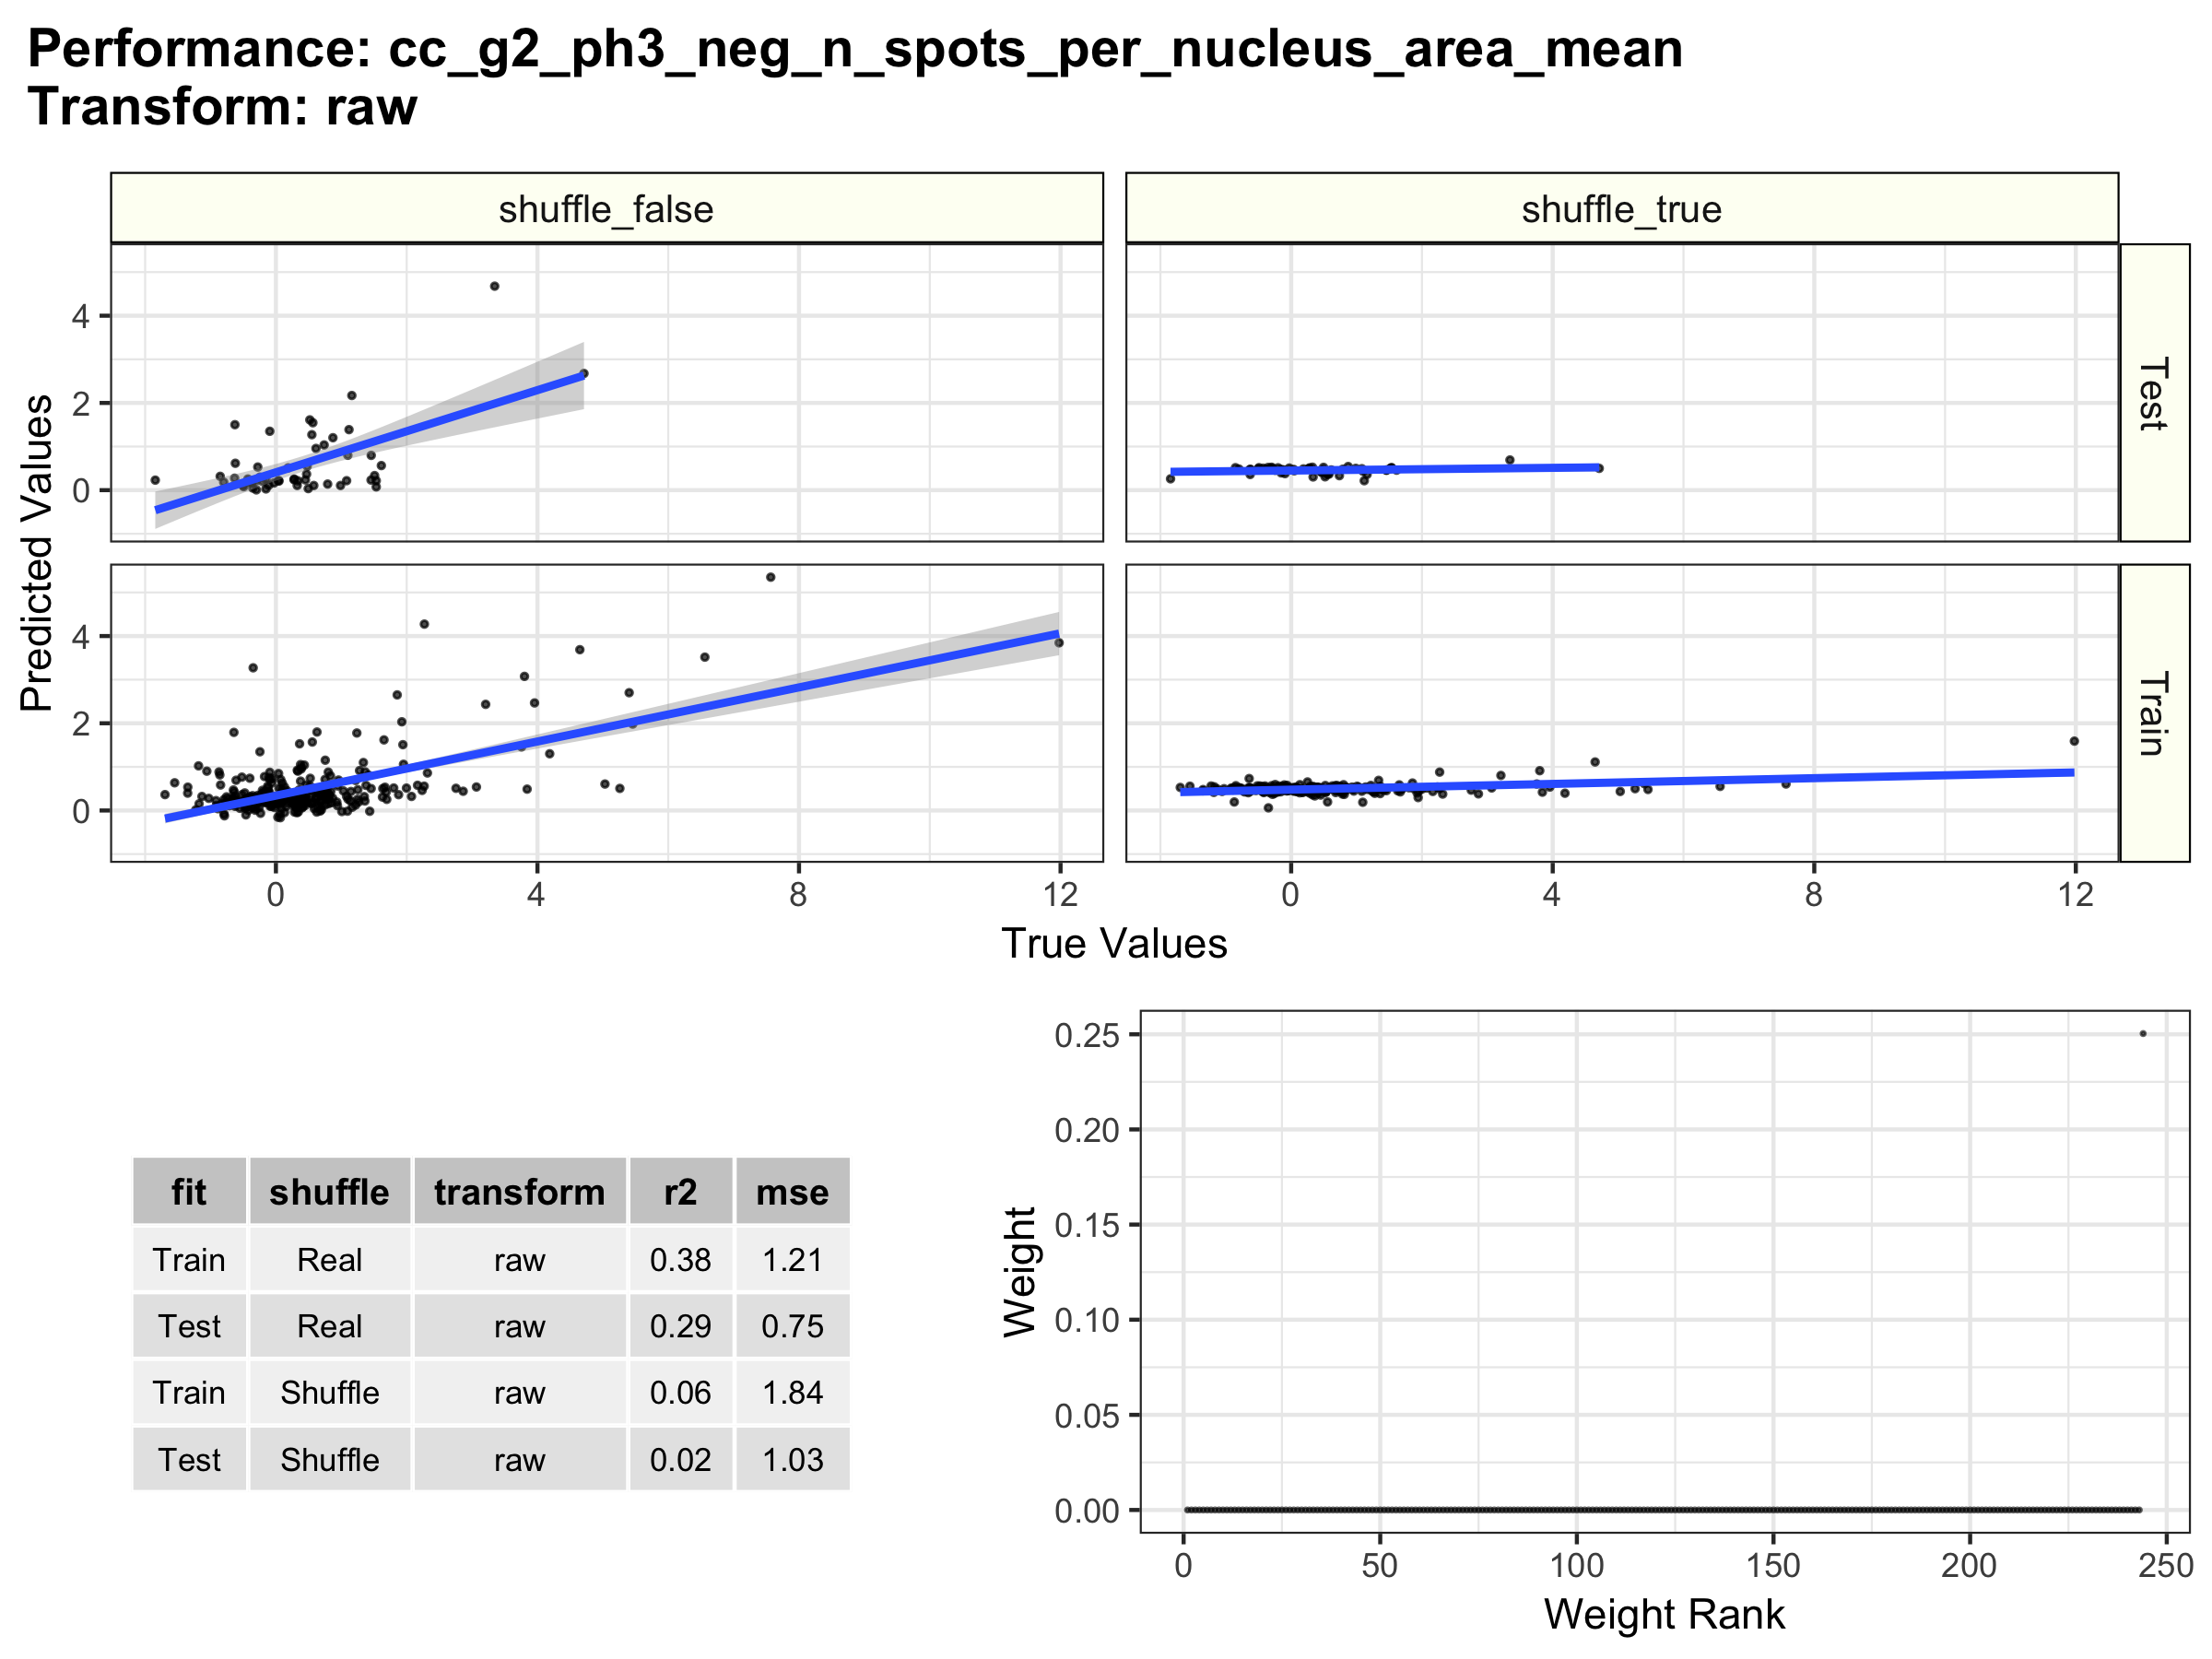 Performance: cc_g2_ph3_neg_n_spots_per_nucleus_area_mean
Transform: raw
shuffle_false
shuffle_true
4
2
0
Test
4
2
0
Train
Predicted Values
0 4 8 12
0 4 8 12
True Values
fit shuffle transform r2 mse
Train Real raw 0.38 1.21
Test Real raw 0.29 0.75
Train Shuffle raw 0.06 1.84
Test Shuffle raw 0.02 1.03
Weight
0.25
0.20
0.15
0.10
0.05
0.00
0 50 100 150 200 250
Weight Rank